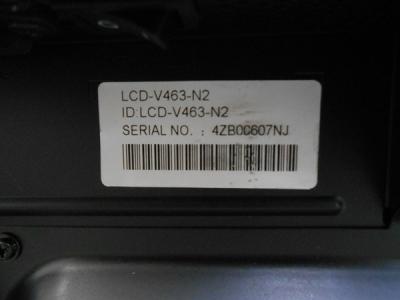 LCD-V463-N2
ID:LCD-V463-N2
SERIAL NO. : 4ZB0C607NJ